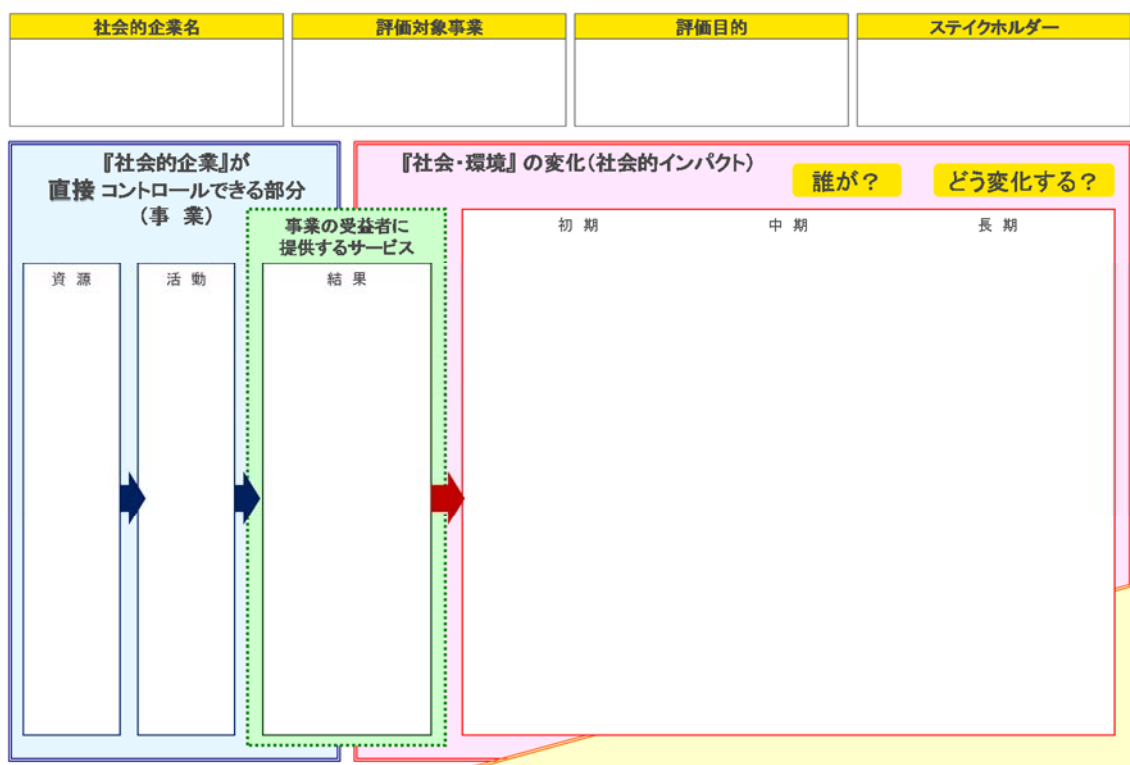 社会的企業名
評価対象事業
評価目的
ステイクホルダー
『社会的企業』が
直接 コントロールできる部分
(事 業)
『社会・環境』の変化(社会的インパクト)
誰が?
どう変化する?
事業の受益者に
提供するサービス
資 源
活 動
結 果
初 期
中 期
長 期